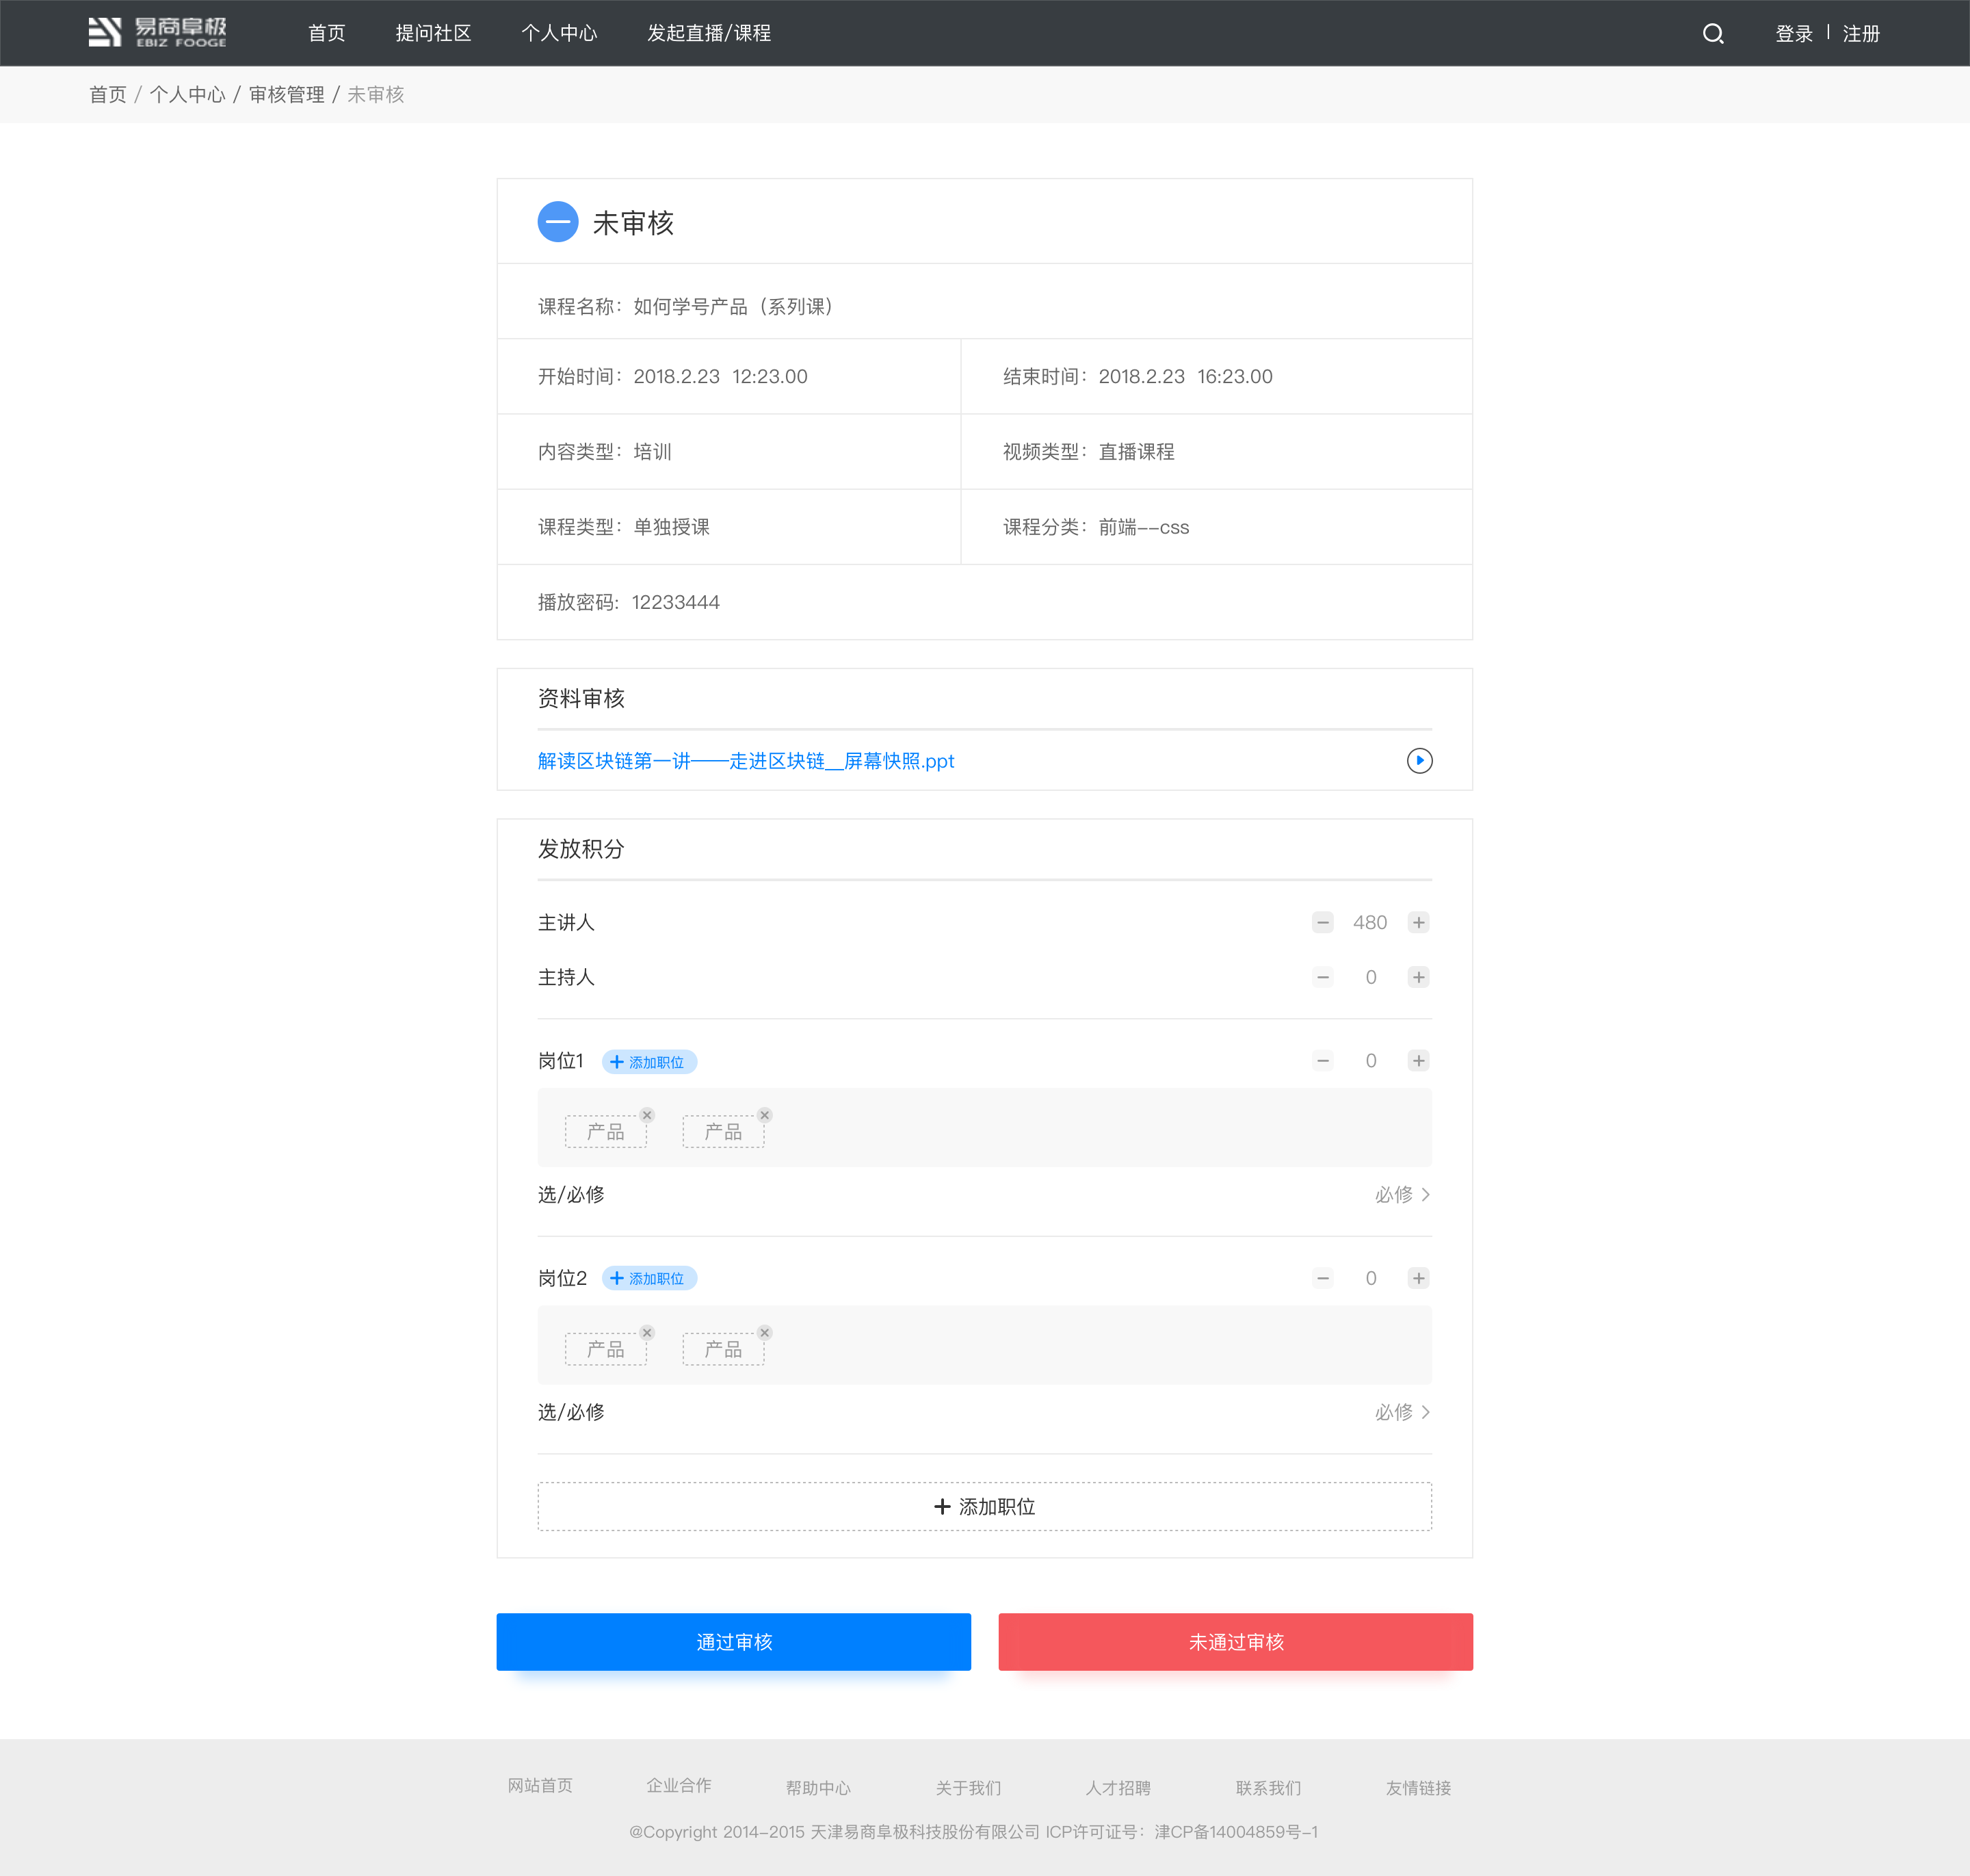 易商阜极
EBIZ FOOGE
首页 提问社区 个人中心 发起直播/课程 登录 注册
首页 / 个人中心 / 审核管理 / 未审核
未审核
课程名称：如何学号产品（系列课）
开始时间：2018.2.23 12:23.00 结束时间：2018.2.23 16:23.00
内容类型：培训 视频类型：直播课程
课程类型：单独授课 课程分类：前端--css
播放密码: 12233444
资料审核
解读区块链第一讲——走进区块链__屏幕快照.ppt
发放积分
主讲人 480
主持人 0
岗位1 添加职位 0
产品 产品
选/必修 必修
岗位2 添加职位 0
产品 产品
选/必修 必修
添加职位
通过审核 未通过审核
网站首页 企业合作 帮助中心 关于我们 人才招聘 联系我们 友情链接
@Copyright 2014-2015 天津易商阜极科技股份有限公司 ICP许可证号：津CP备14004859号-1